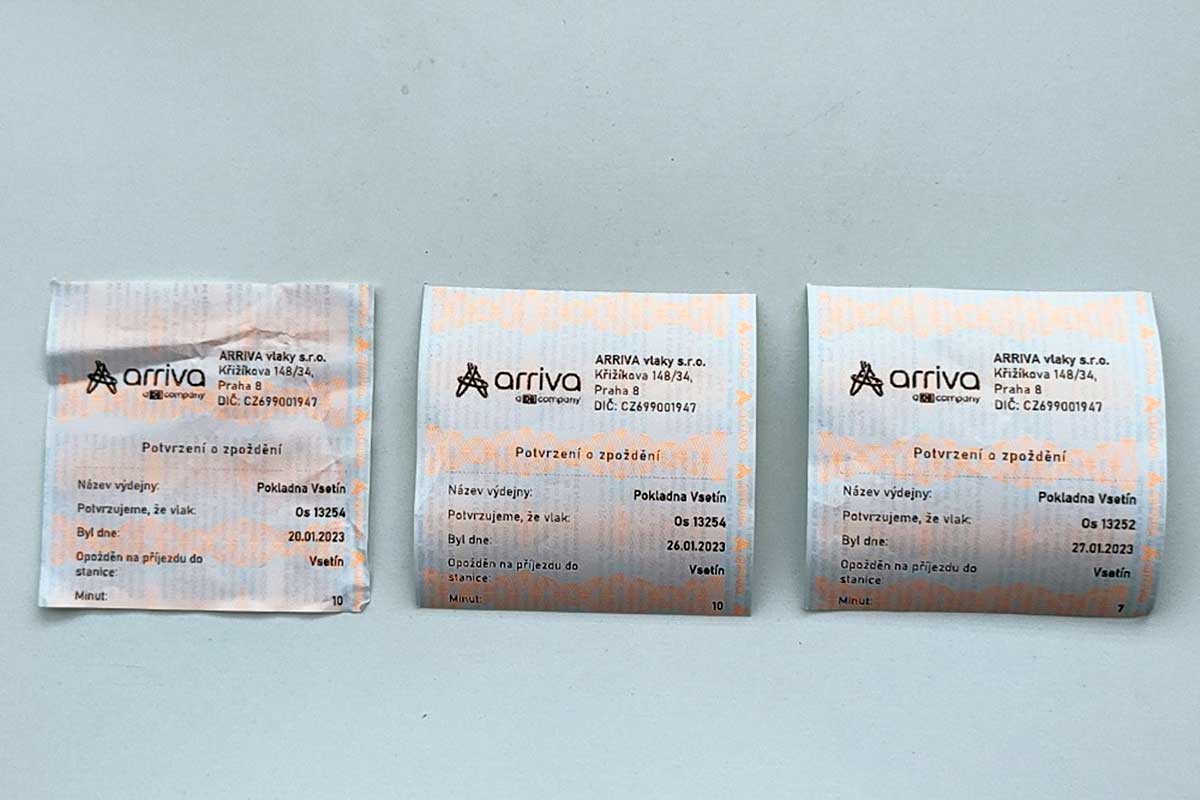 arriva
a DB company
ARRIVA vlaky s.r.o.
Křižíkova 148/34,
Praha 8
DIČ: CZ699001947
Potvrzení o zpoždění
Název výdejny: Pokladna Vsetín
Potvrzujeme, že vlak: Os 13254
Byl dne: 20.01.2023
Opožděn na příjezdu do stanice: Vsetín
Minut: 10
arriva
a DB company
ARRIVA vlaky s.r.o.
Křižíkova 148/34,
Praha 8
DIČ: CZ699001947
Potvrzení o zpoždění
Název výdejny: Pokladna Vsetín
Potvrzujeme, že vlak: Os 13254
Byl dne: 26.01.2023
Opožděn na příjezdu do stanice: Vsetín
Minut: 10
arriva
a DB company
ARRIVA vlaky s.r.o.
Křižíkova 148/34,
Praha 8
DIČ: CZ699001947
Potvrzení o zpoždění
Název výdejny: Pokladna Vsetín
Potvrzujeme, že vlak: Os 13252
Byl dne: 27.01.2023
Opožděn na příjezdu do stanice: Vsetín
Minut: 7